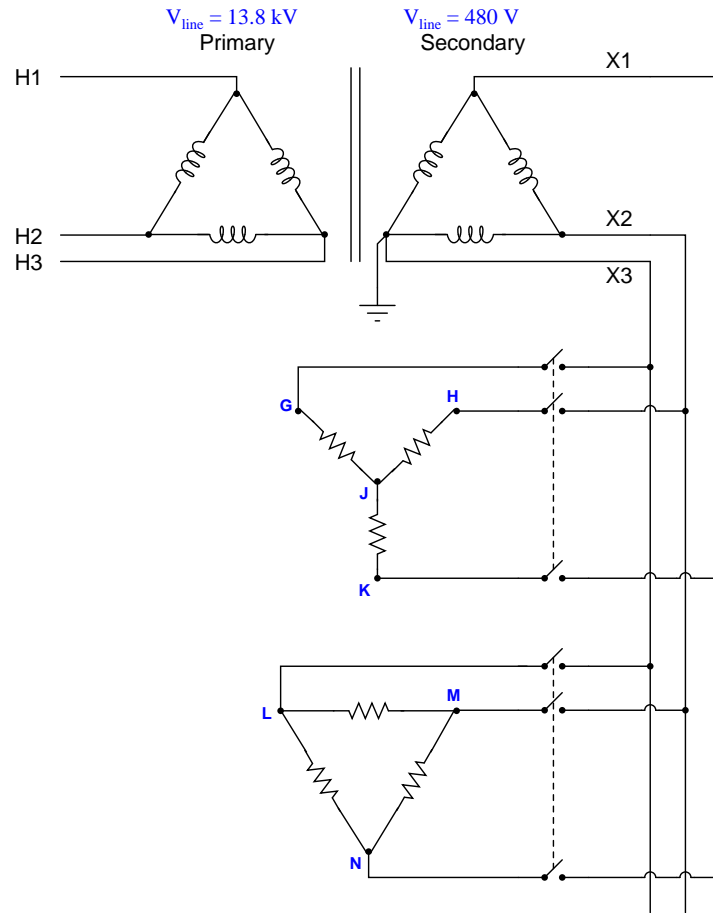 V_line = 13.8 kV
V_line = 480 V
Primary
Secondary
H1
X1
H2
X2
H3
X3
G
H
J
K
L
M
N